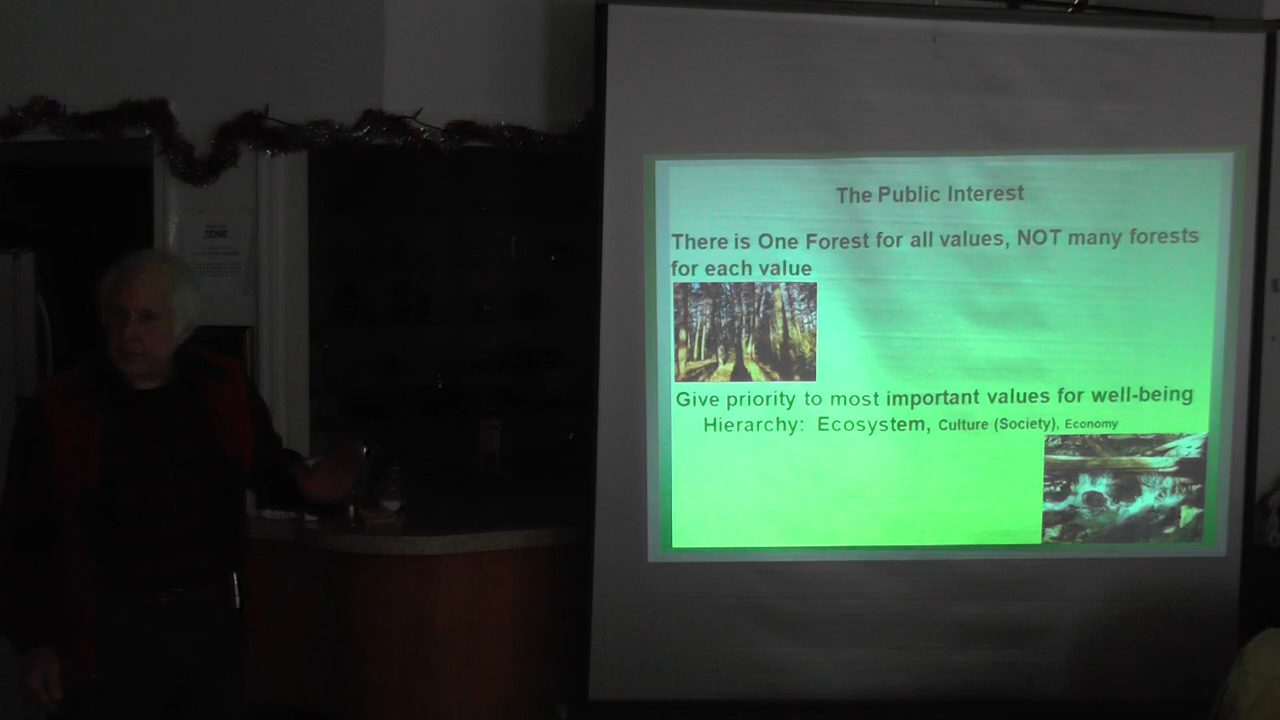 ZONE
The Public Interest
There is One Forest for all values, NOT many forests
for each value
Give priority to most important values for well-being
Hierarchy: Ecosystem, Culture (Society), Economy